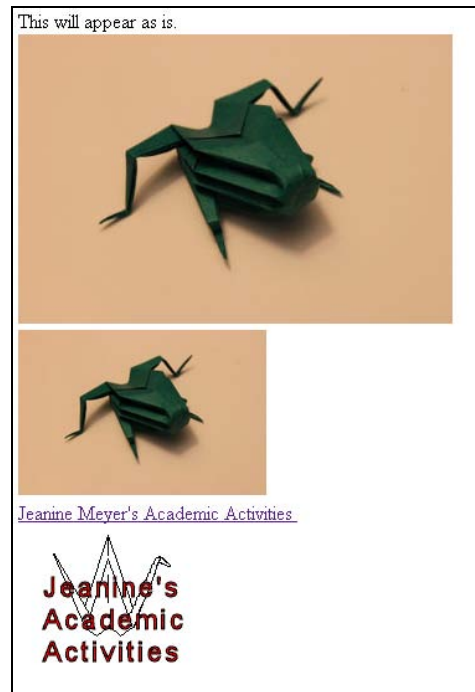 This will appear as is.
Jeanine Meyer's Academic Activities
Jeanine's
Academic
Activities